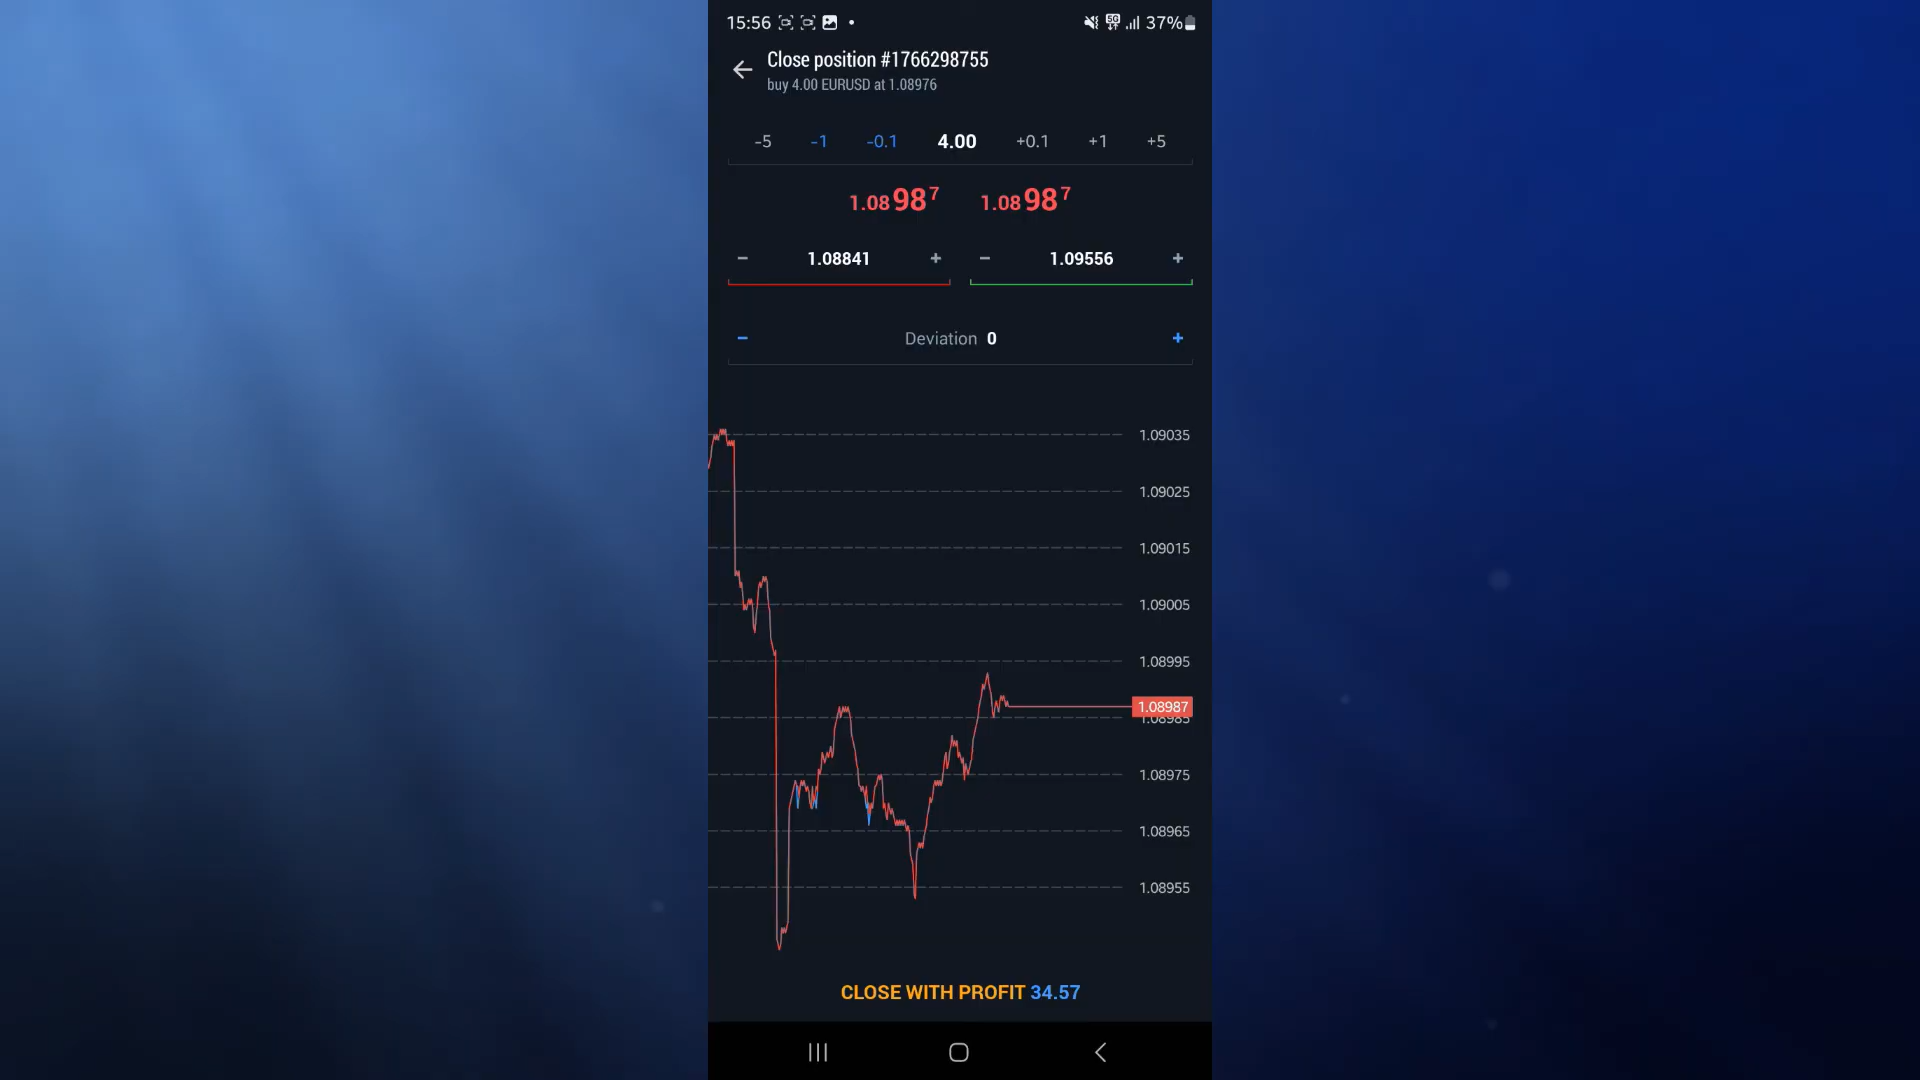 15:56 37%
Close position #1766298755
buy 4.00 EURUSD at 1.08976
-5 -1 -0.1 4.00 +0.1 +1 +5
1.08987 1.08987
- 1.08841 + - 1.09556 +
- Deviation 0 +
1.09035
1.09025
1.09015
1.09005
1.08995
1.08987
1.08985
1.08975
1.08965
1.08955
CLOSE WITH PROFIT 34.57